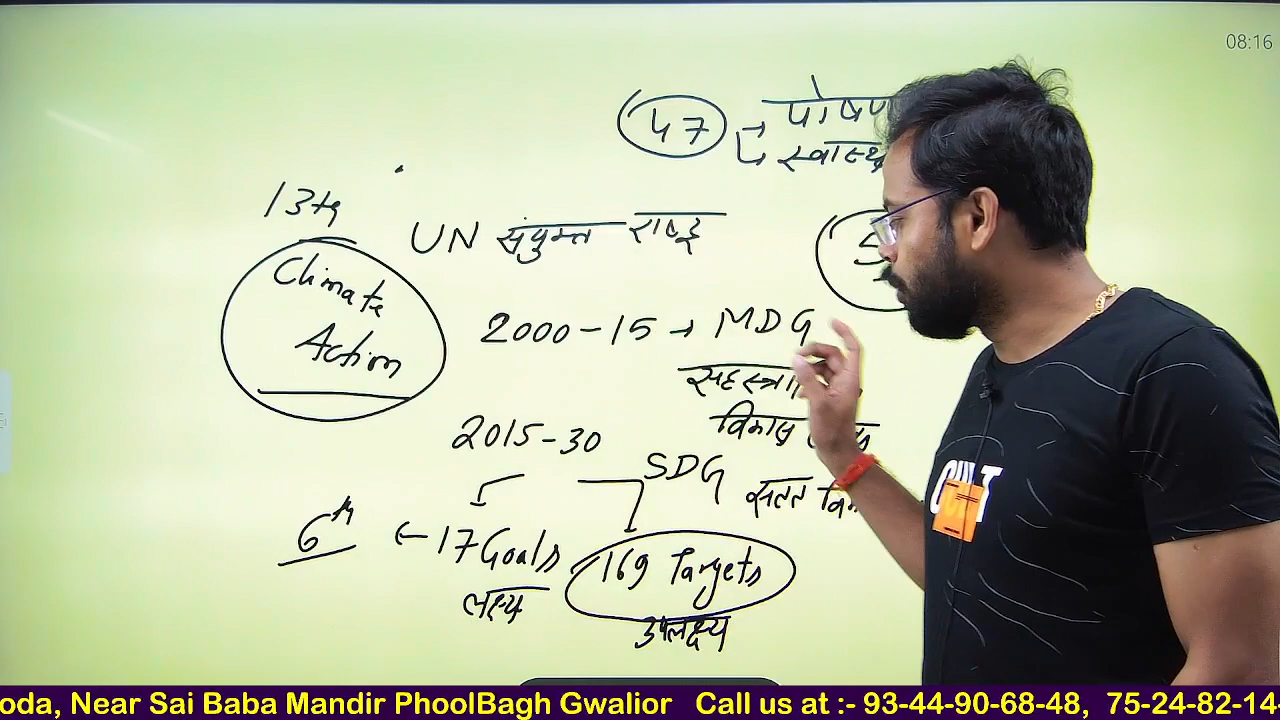 08:16
47 → पोषण
→
13th
UN संयुक्त राष्ट्र
Climate
Action
2000-15 → MDG
विकास
2015-30
SDG
सतत
6th
←17 Goals
169 Targets
लक्ष्य
उपलक्ष्य
oda, Near Sai Baba Mandir PhoolBagh Gwalior Call us at :- 93-44-90-68-48, 75-24-82-14